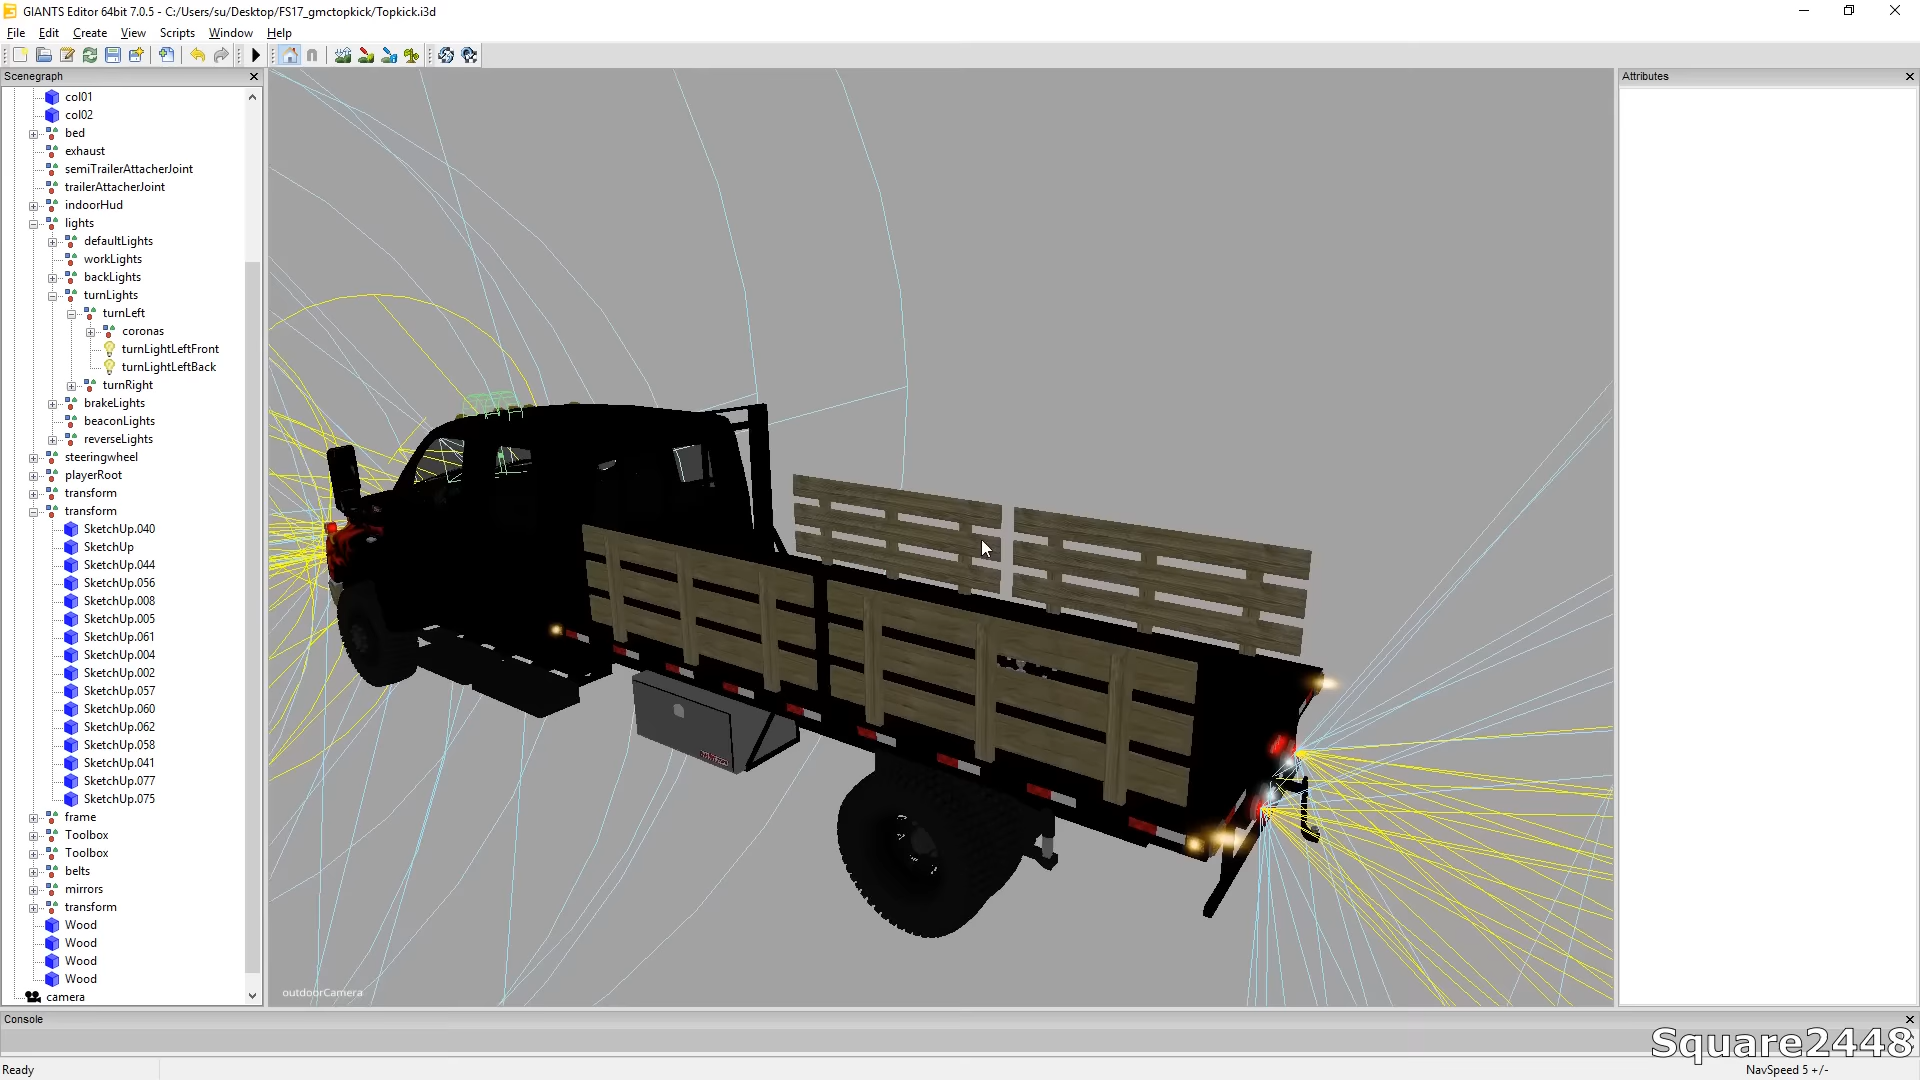 GIANTS Editor 64bit 7.0.5 - C:/Users/su/Desktop/FS17_gmctopkick/Topkick.i3d
File Edit Create View Scripts Window Help
Scenegraph
Attributes
col01
col02
bed
exhaust
semiTrailerAttacherJoint
trailerAttacherJoint
indoorHud
lights
defaultLights
workLights
backLights
turnLights
turnLeft
coronas
turnLightLeftFront
turnLightLeftBack
turnRight
brakeLights
beaconLights
reverseLights
steeringwheel
playerRoot
transform
transform
SketchUp.040
SketchUp
SketchUp.044
SketchUp.056
SketchUp.008
SketchUp.005
SketchUp.061
SketchUp.004
SketchUp.002
SketchUp.057
SketchUp.060
SketchUp.062
SketchUp.058
SketchUp.041
SketchUp.077
SketchUp.075
frame
Toolbox
Toolbox
belts
mirrors
transform
Wood
Wood
Wood
Wood
camera
outdoorCamera
Console
Square2448
Ready
NavSpeed 5 +/-